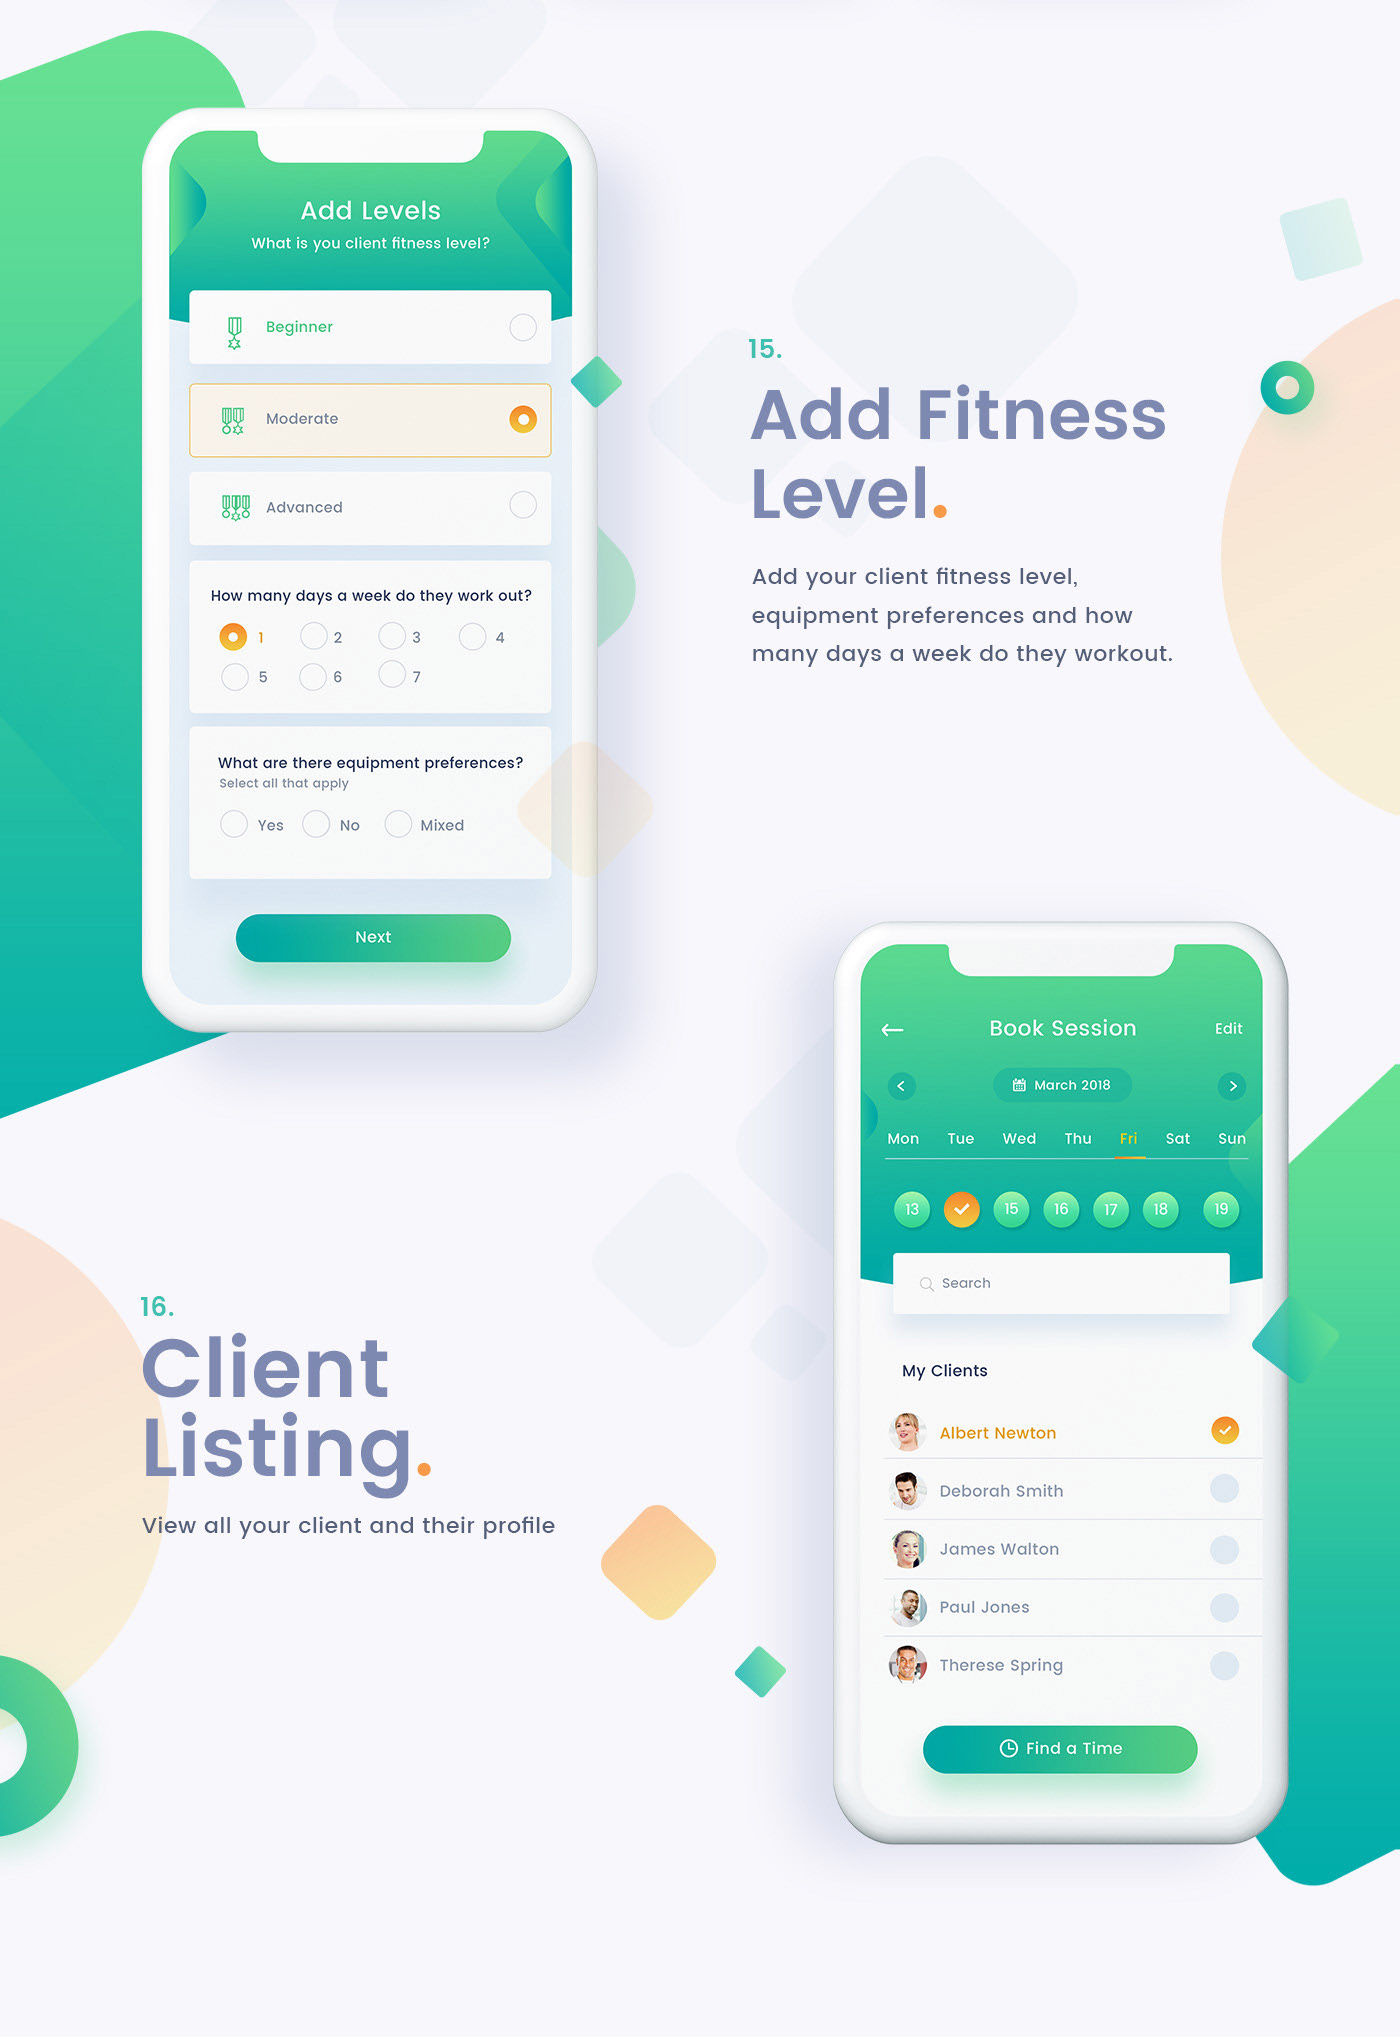 Add Levels
What is you client fitness level?
Beginner
Moderate
Advanced
How many days a week do they work out?
1 2 3 4
5 6 7
What are there equipment preferences?
Select all that apply
Yes No Mixed
Next
15.
Add Fitness
Level.
Add your client fitness level,
equipment preferences and how
many days a week do they workout.
16.
Client
Listing.
View all your client and their profile
Book Session Edit
March 2018
Mon Tue Wed Thu Fri Sat Sun
13 15 16 17 18 19
Search
My Clients
Albert Newton
Deborah Smith
James Walton
Paul Jones
Therese Spring
Find a Time